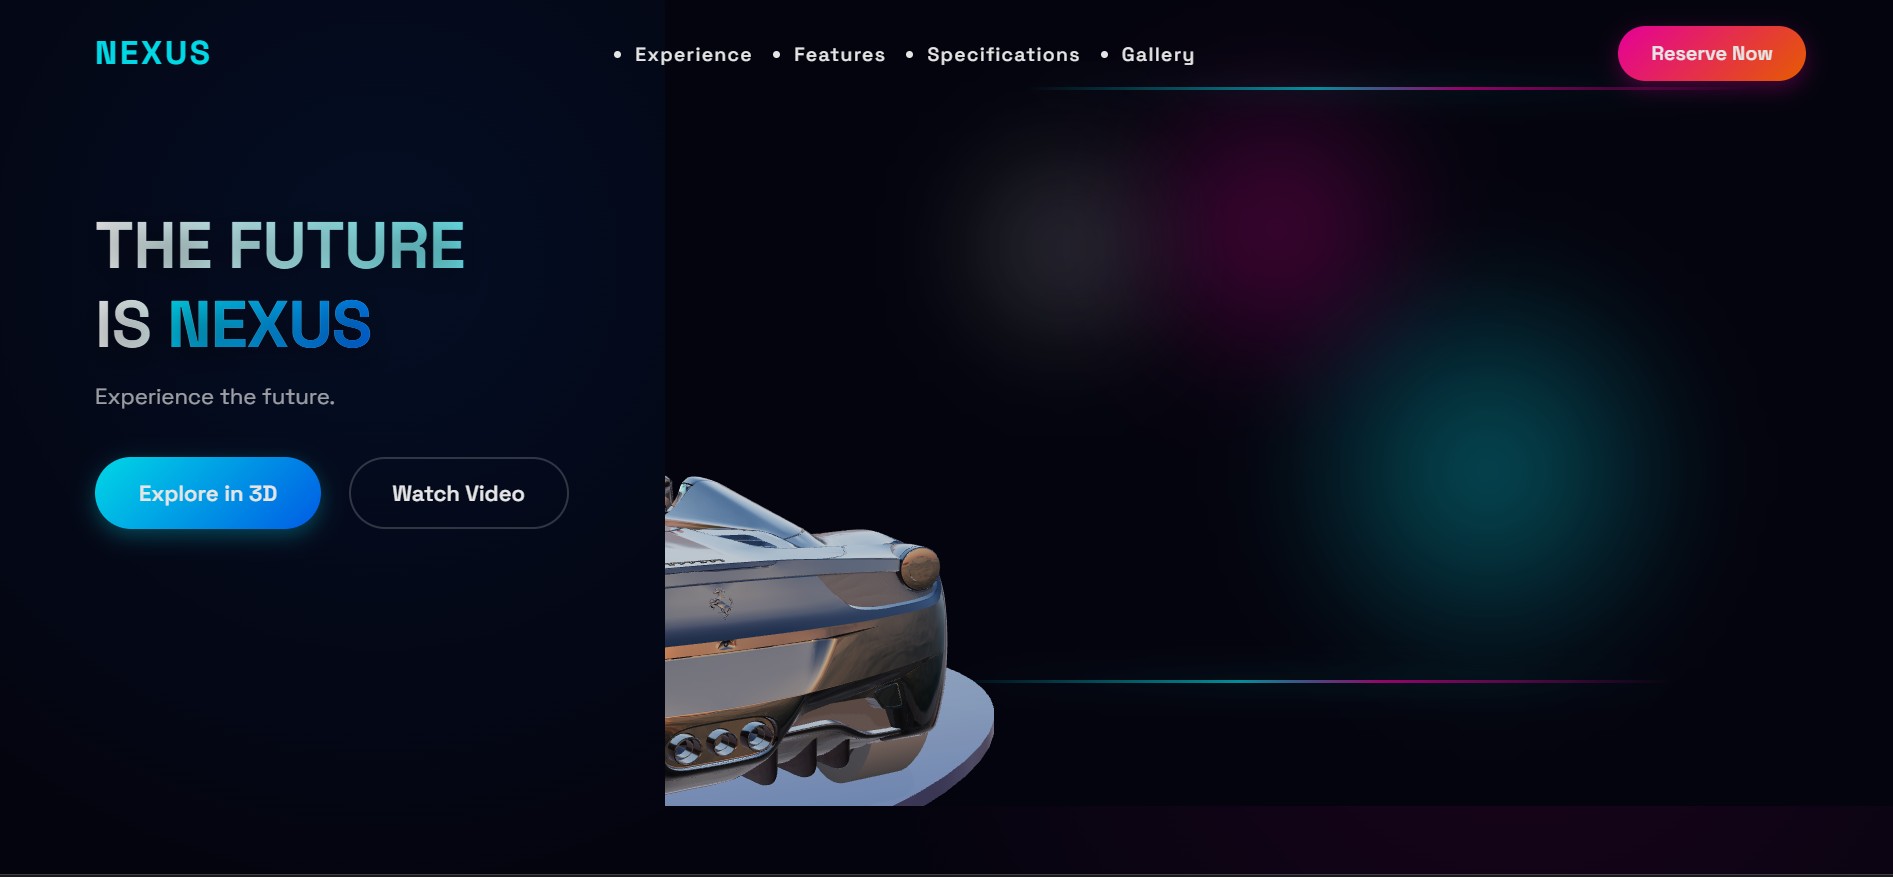 NEXUS
Experience
Features
Specifications
Gallery
Reserve Now
THE FUTURE
IS NEXUS
Experience the future.
Explore in 3D
Watch Video